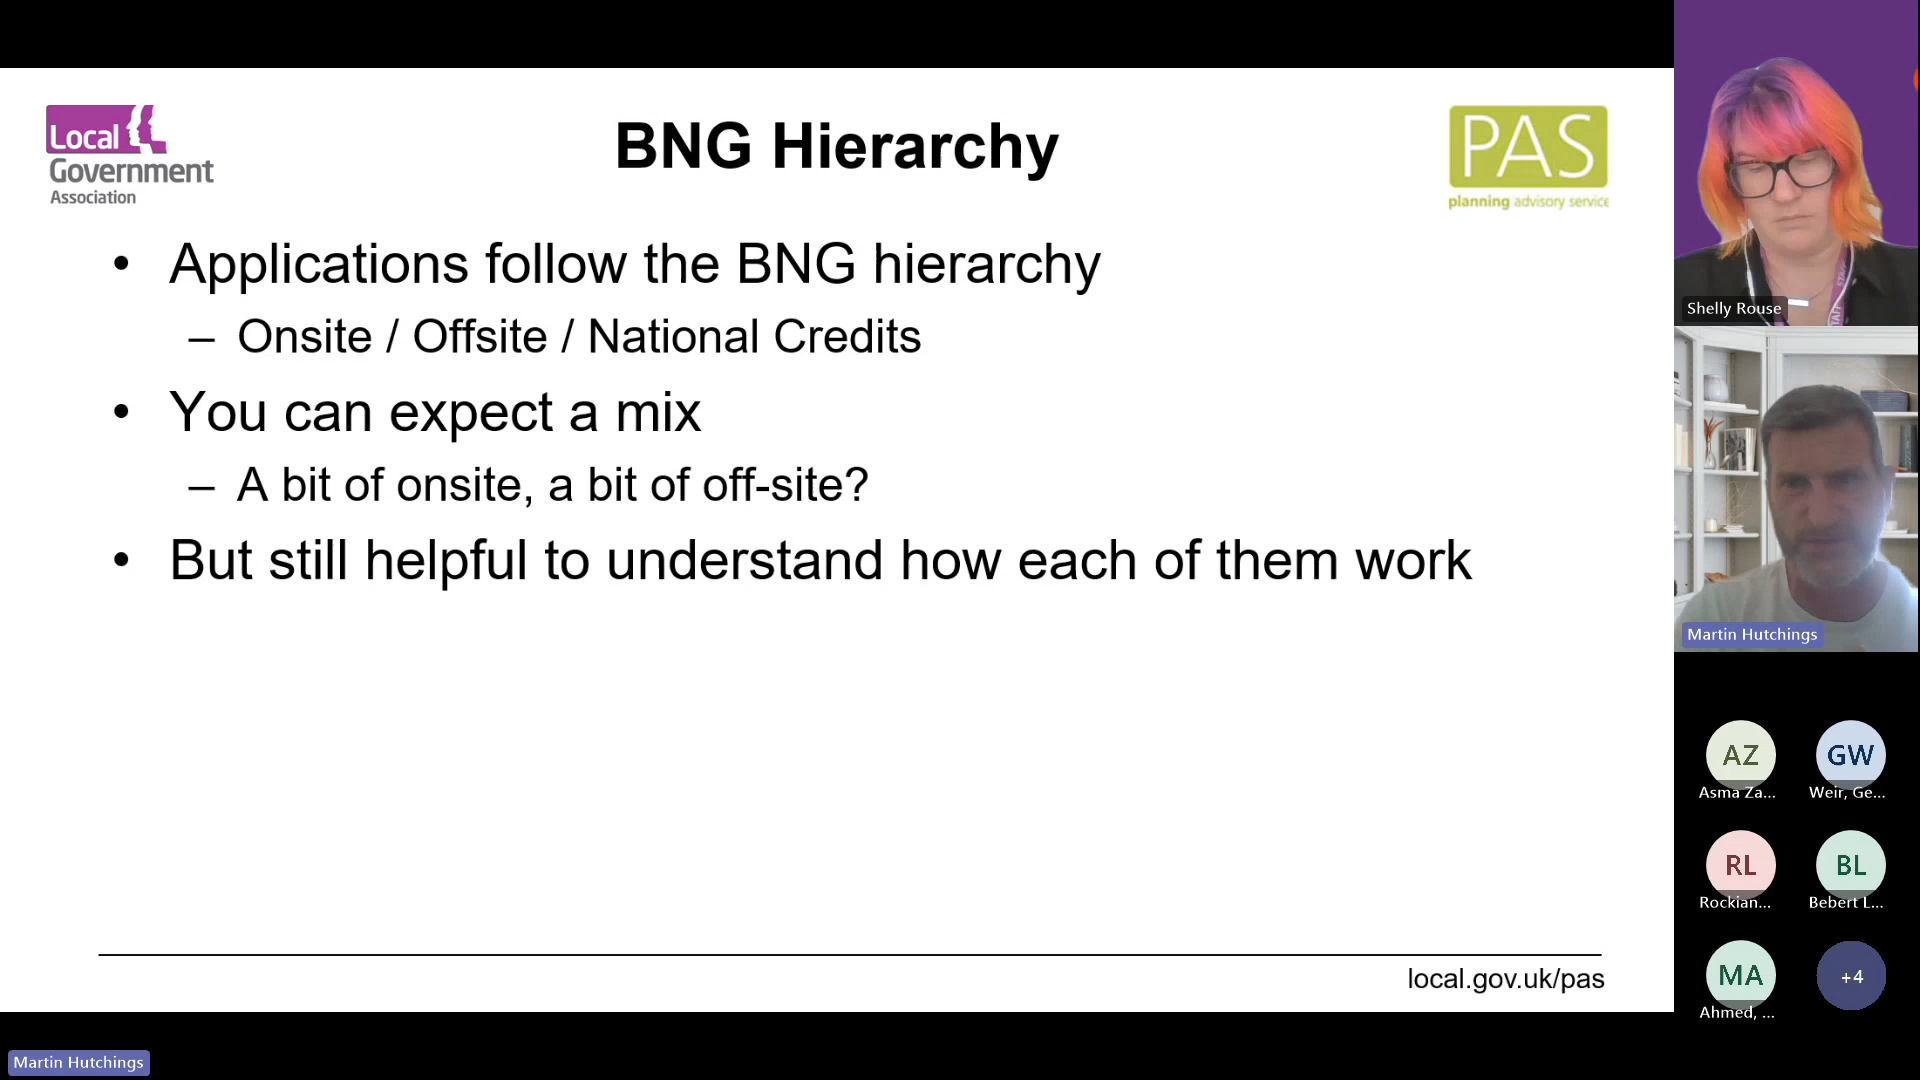 Local
Government
Association
BNG Hierarchy
PAS
planning advisory service
• Applications follow the BNG hierarchy
– Onsite / Offsite / National Credits
• You can expect a mix
– A bit of onsite, a bit of off-site?
• But still helpful to understand how each of them work
local.gov.uk/pas
Martin Hutchings
Shelly Rouse
Martin Hutchings
AZ
Asma Za...
GW
Weir, Ge...
RL
Rockian...
BL
Bebert L...
MA
Ahmed, ...
+4